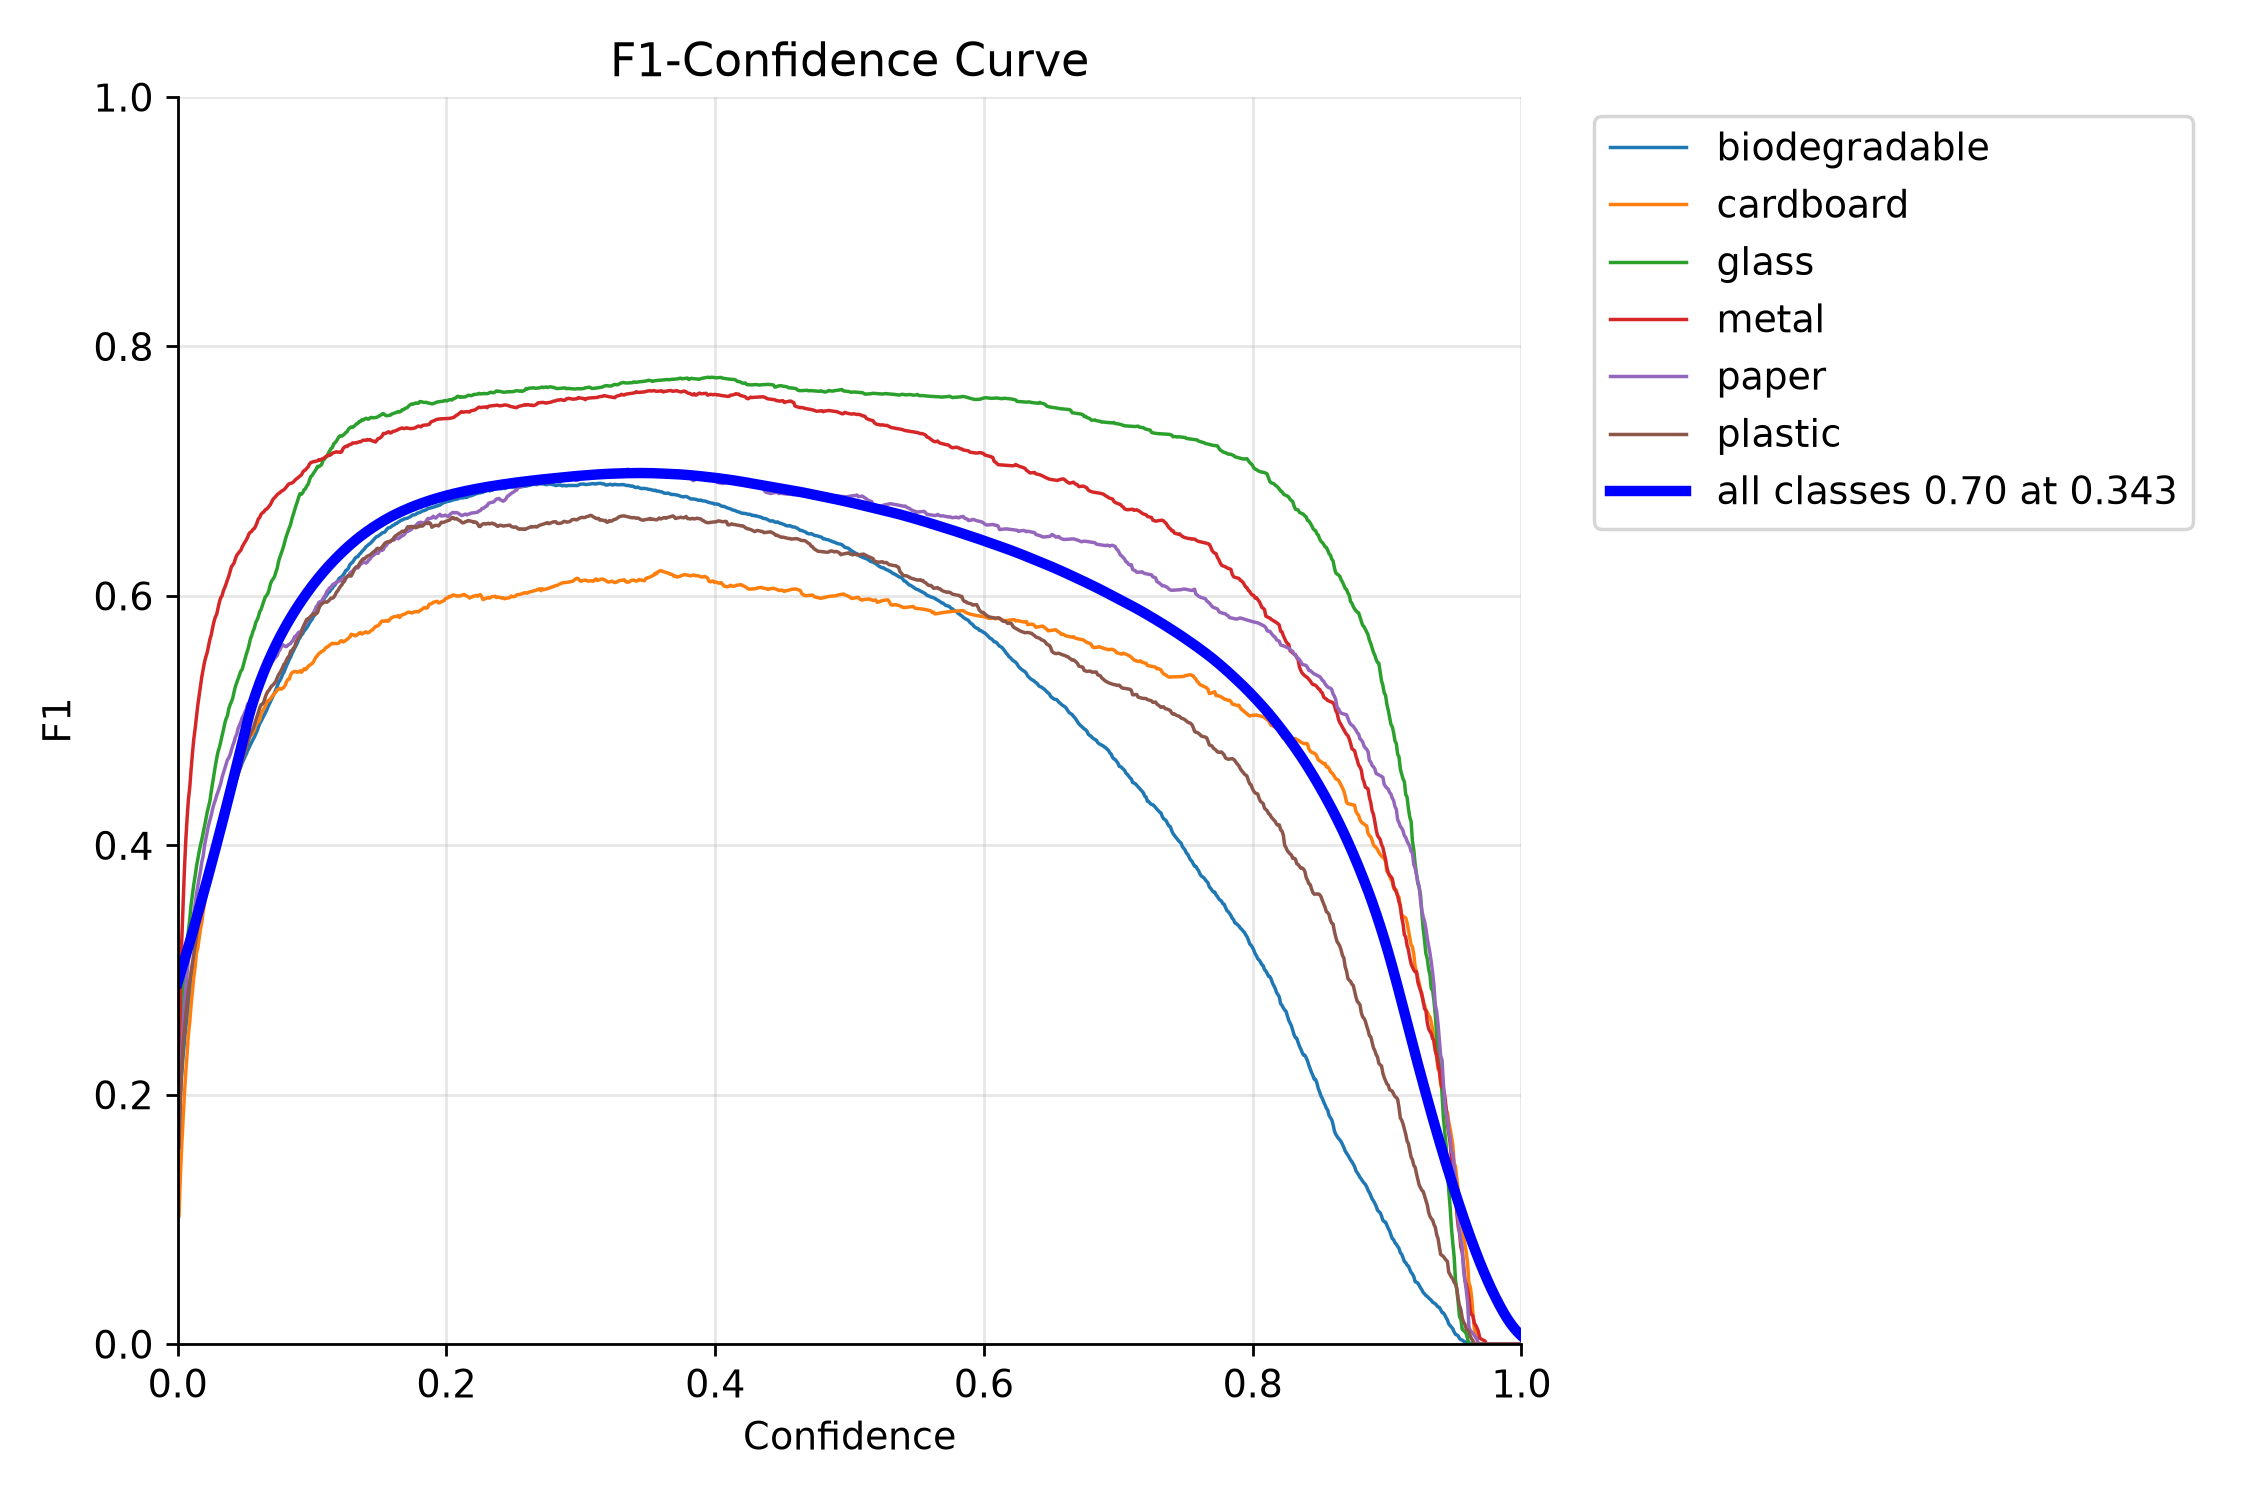 F1-Confidence Curve
1.0
0.8
0.6
0.4
0.2
0.0
F1
0.0 0.2 0.4 0.6 0.8 1.0
Confidence
biodegradable
cardboard
glass
metal
paper
plastic
all classes 0.70 at 0.343